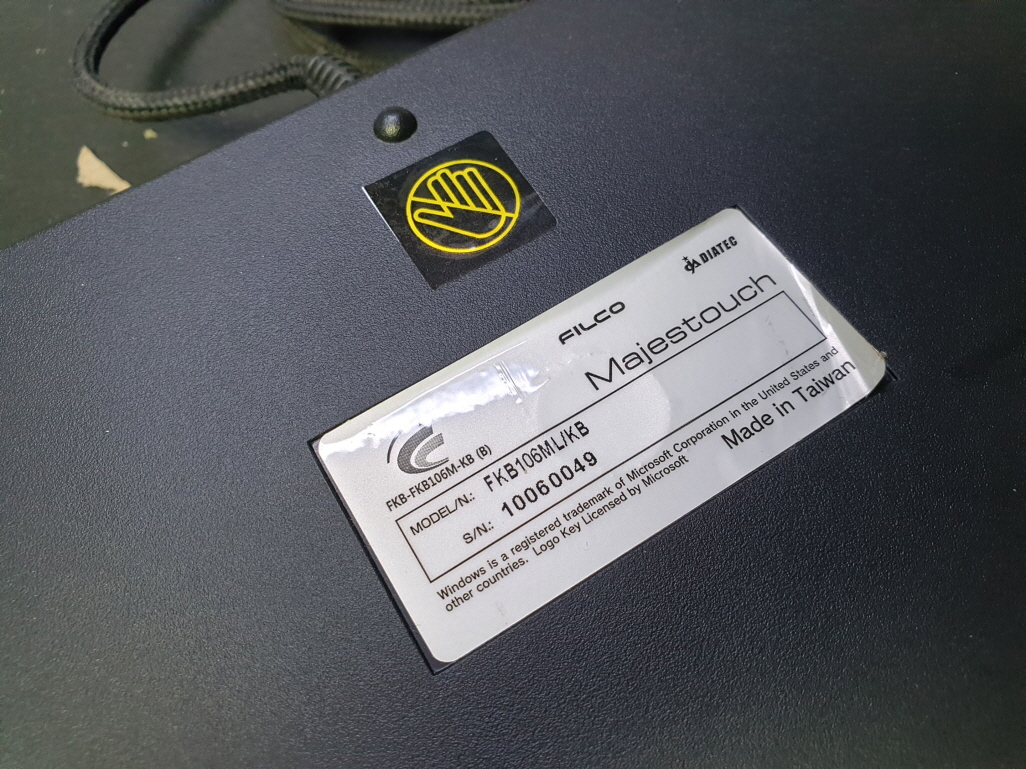 DIATEC
FILCO
Majestouch
FKB-FKB106M-KB (B)
MODEL/N.: FKB106ML/KB
S/N.: 10060049
Windows is a registered trademark of Microsoft Corporation in the United States and
other countries. Logo Key Licensed by Microsoft
Made in Taiwan